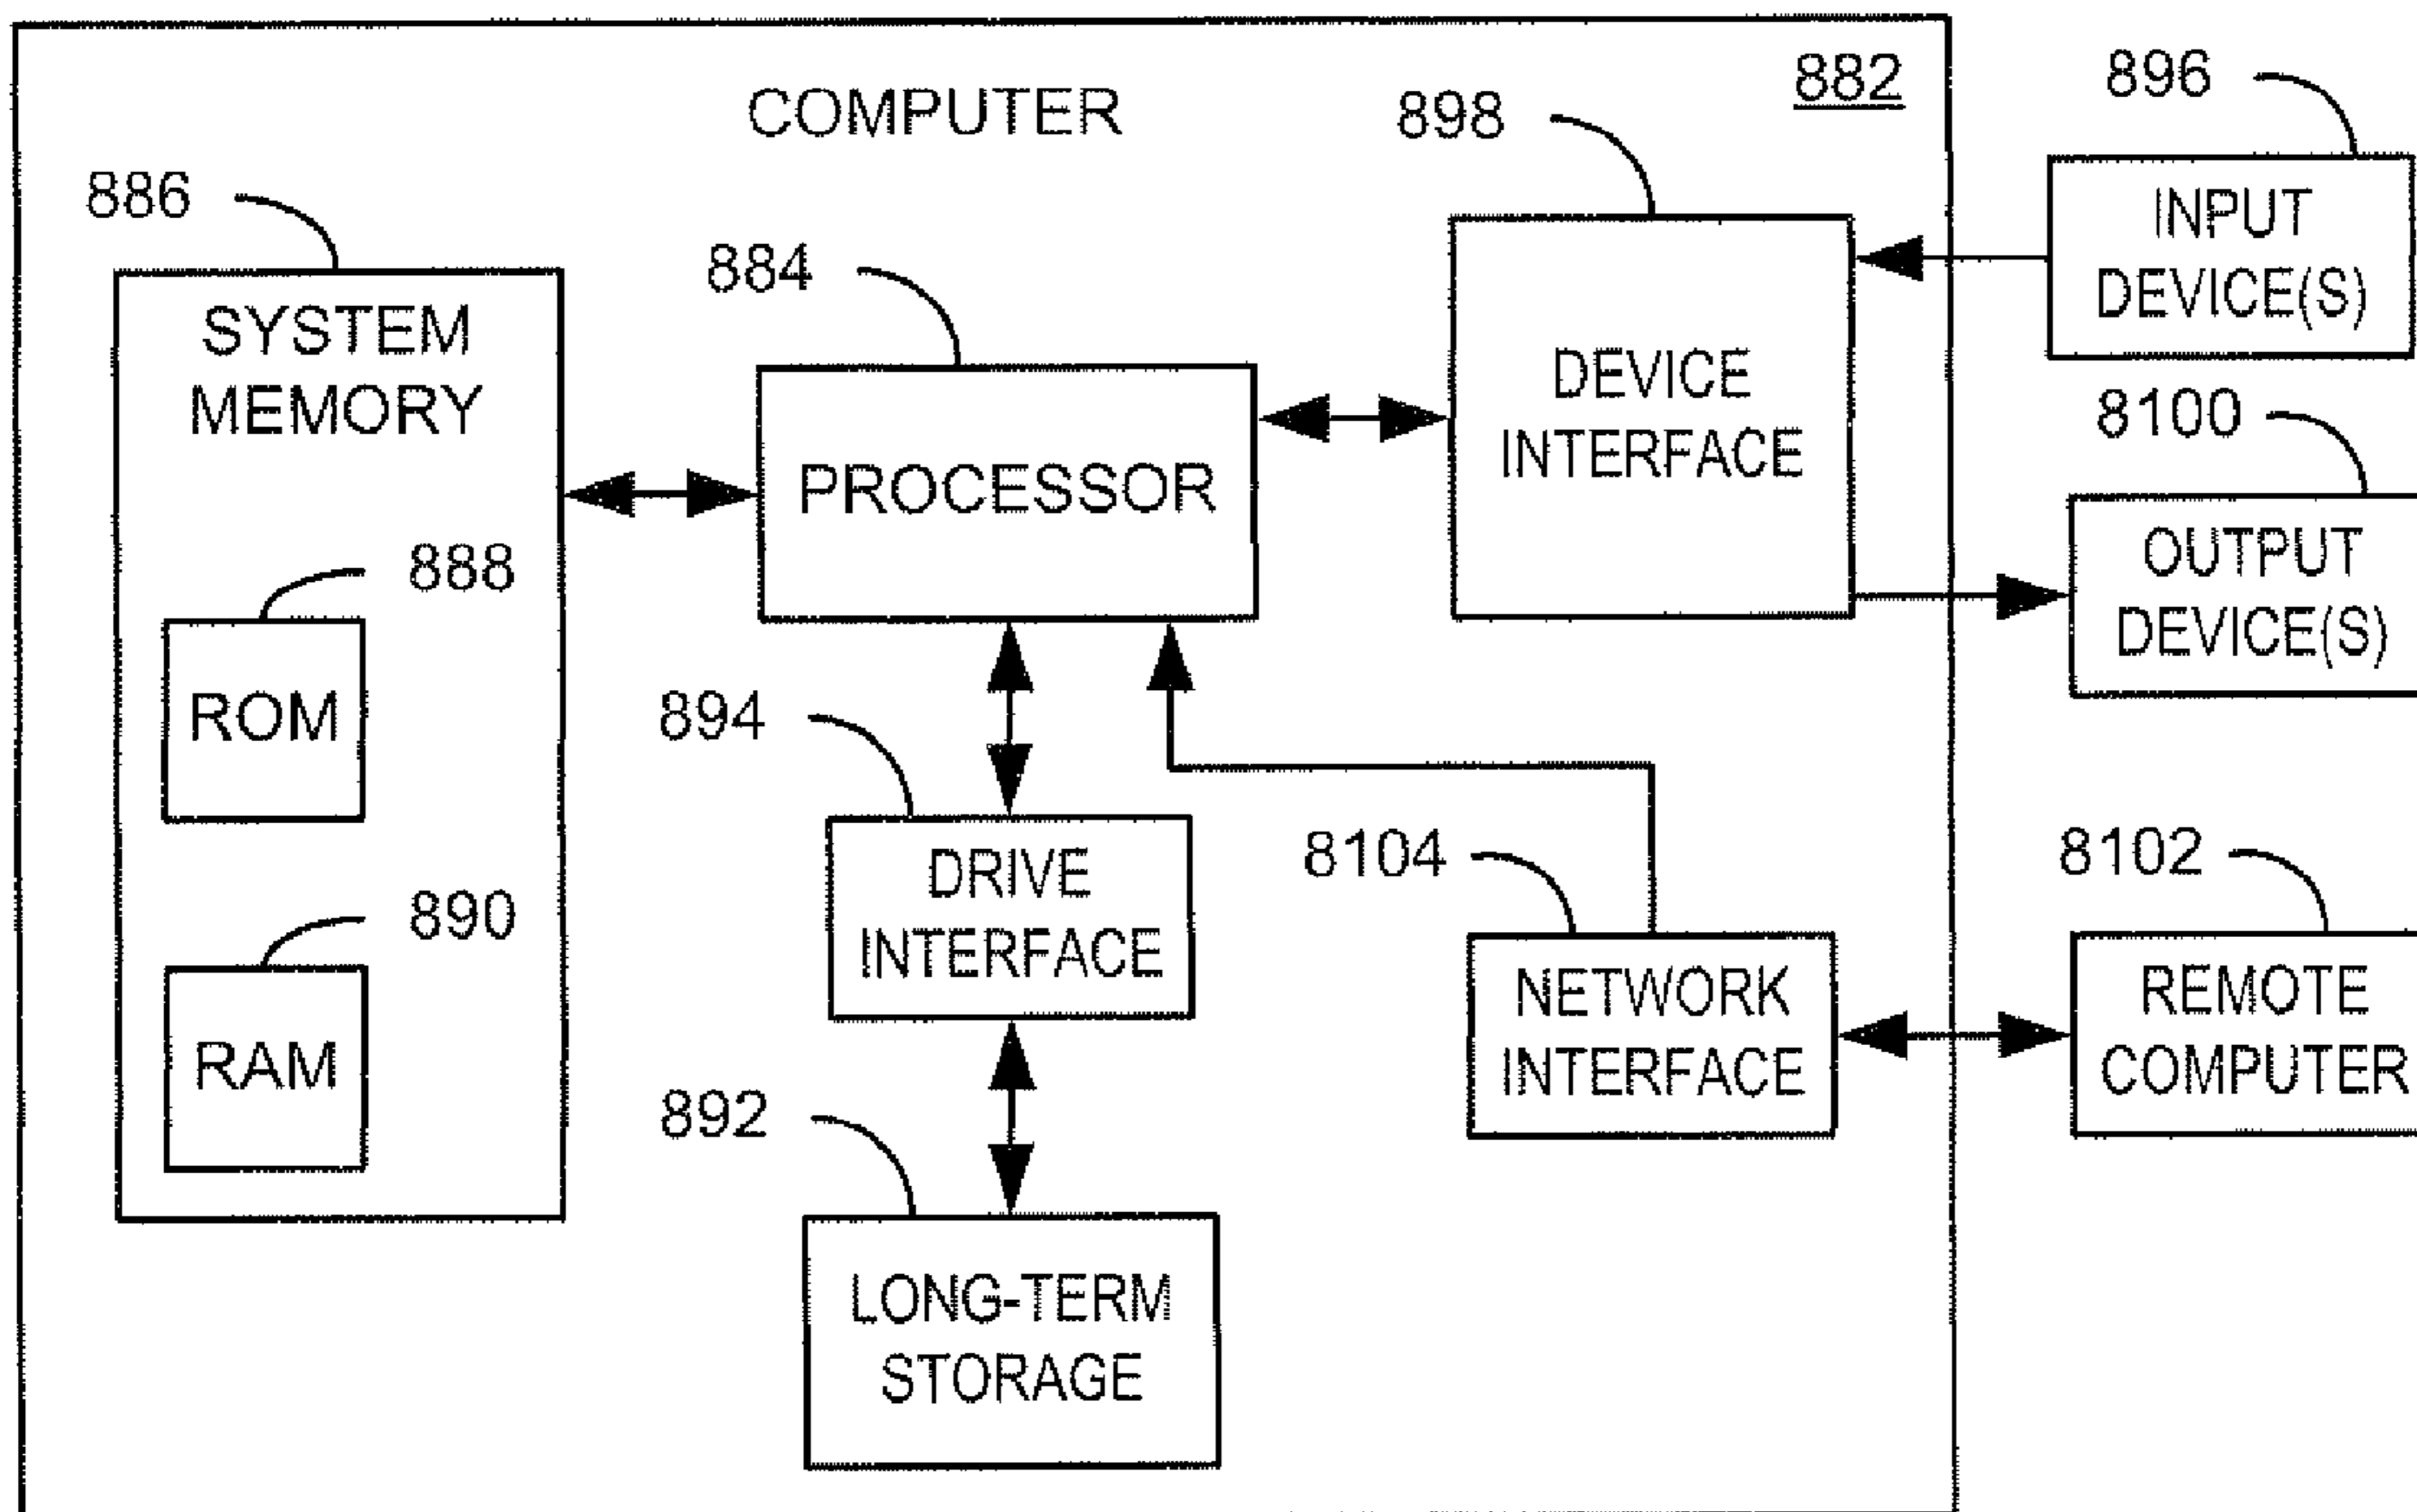 COMPUTER
882
896
898
886
884
INPUT
DEVICE(S)
SYSTEM
MEMORY
DEVICE
INTERFACE
8100
PROCESSOR
OUTPUT
DEVICE(S)
888
ROM
894
8104
8102
890
DRIVE
INTERFACE
NETWORK
INTERFACE
REMOTE
COMPUTER
RAM
892
LONG-TERM
STORAGE